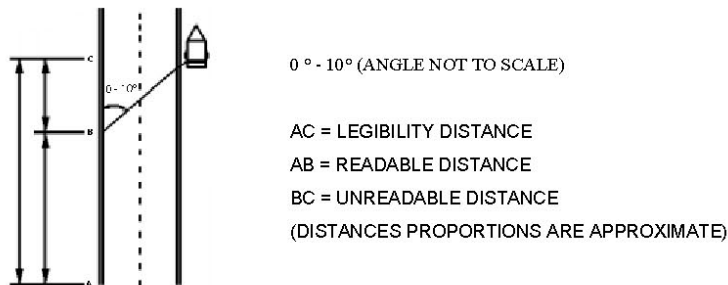 C
0 - 10°
B
A
0 ° - 10° (ANGLE NOT TO SCALE)
AC = LEGIBILITY DISTANCE
AB = READABLE DISTANCE
BC = UNREADABLE DISTANCE
(DISTANCES PROPORTIONS ARE APPROXIMATE)